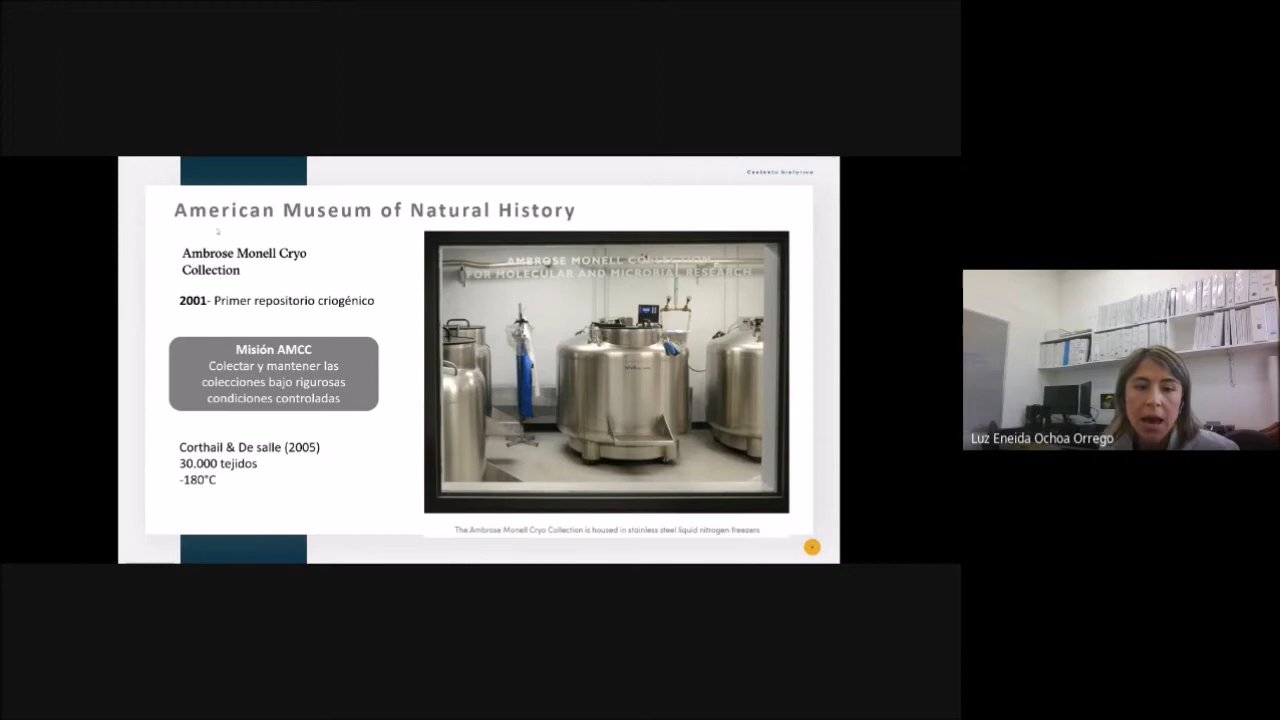 Contexto histórico
American Museum of Natural History
Ambrose Monell Cryo
Collection
2001- Primer repositorio criogénico
Misión AMCC
Colectar y mantener las
colecciones bajo rigurosas
condiciones controladas
Corthail & De salle (2005)
30.000 tejidos
-180°C
AMBROSE MONELL COLLECTION
FOR MOLECULAR AND MICROBIAL RESEARCH
The Ambrose Monell Cryo Collection is housed in stainless steel liquid nitrogen freezers
Luz Eneida Ochoa Orrego